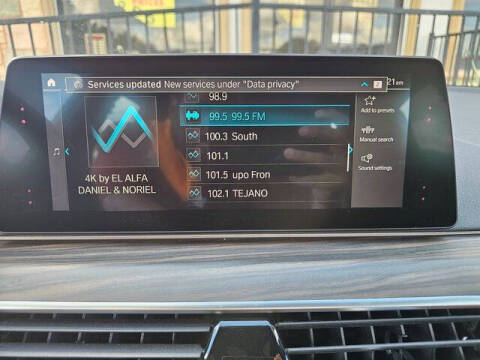 Services updated New services under "Data privacy"
21 am
98.9
99.5 99.5 FM
100.3 South
101.1
101.5 upo Fron
102.1 TEJANO
4K by EL ALFA
DANIEL & NORIEL
Add to presets
Manual search
Sound settings